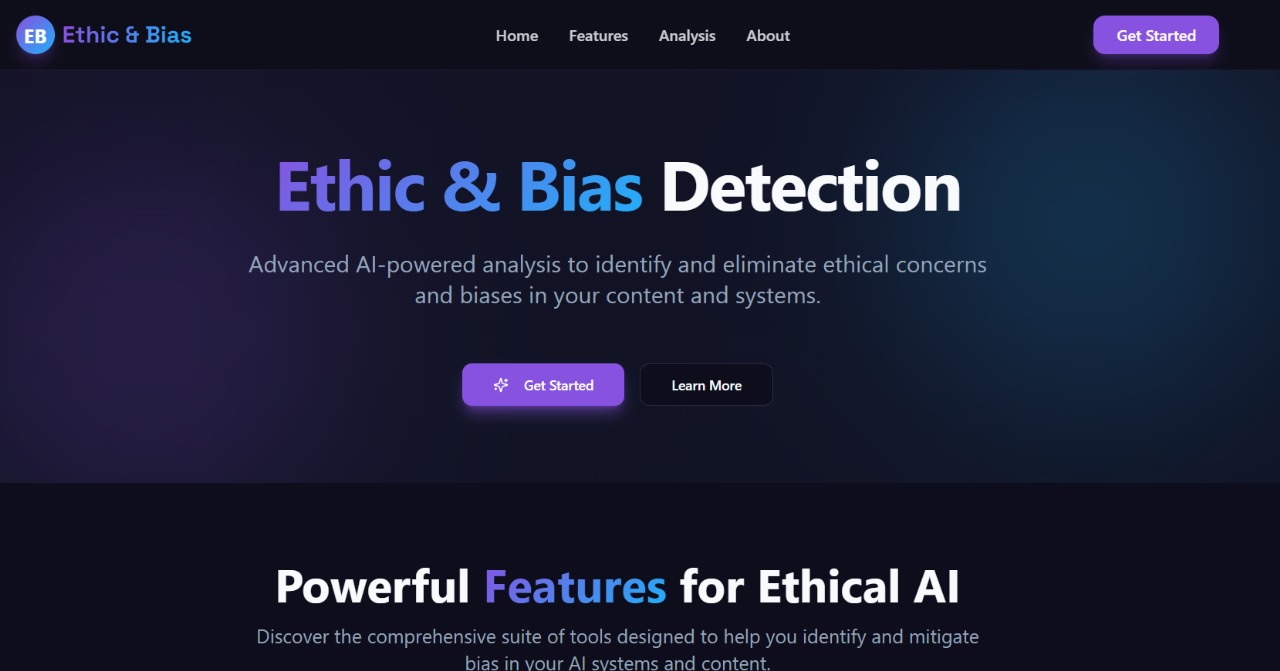 EB Ethic & Bias
Home Features Analysis About
Get Started
Ethic & Bias Detection
Advanced AI-powered analysis to identify and eliminate ethical concerns
and biases in your content and systems.
Get Started
Learn More
Powerful Features for Ethical AI
Discover the comprehensive suite of tools designed to help you identify and mitigate
bias in your AI systems and content.